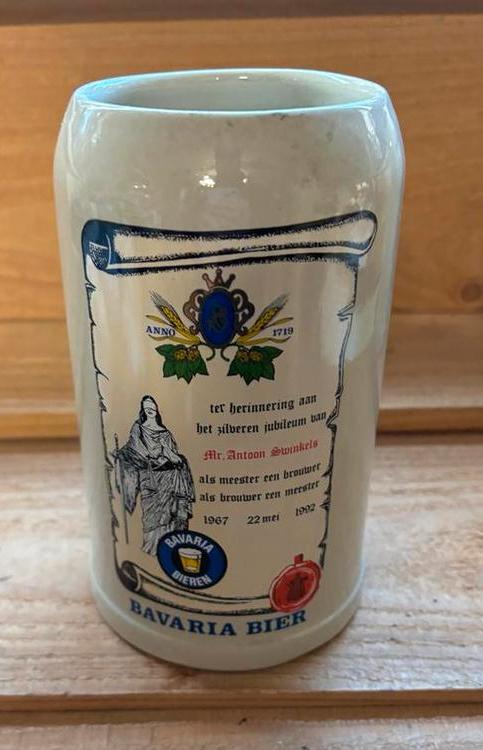 ANNO 1719
ter herinnering aan
het zilveren jubileum van
Mr. Antoon Swinkels
als meester een brouwer
als brouwer een meester
1967 22 mei 1992
BAVARIA
BIEREN
BAVARIA BIER